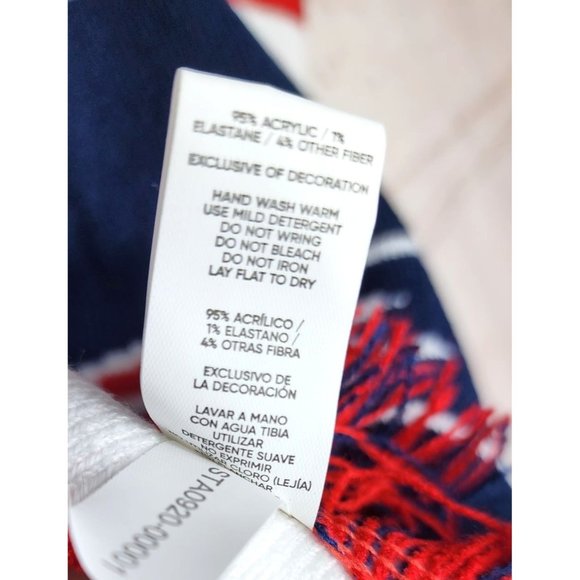 95% ACRYLIC / 1%
ELASTANE / 4% OTHER FIBER
EXCLUSIVE OF DECORATION
HAND WASH WARM
USE MILD DETERGENT
DO NOT WRING
DO NOT BLEACH
DO NOT IRON
LAY FLAT TO DRY
95% ACRÍLICO /
1% ELASTANO /
4% OTRAS FIBRA
EXCLUSIVO DE
LA DECORACIÓN
LAVAR A MANO
CON AGUA TIBIA
UTILIZAR
DETERGENTE SUAVE
NO EXPRIMIR
CLORO (LEJÍA)
STA0920-00001